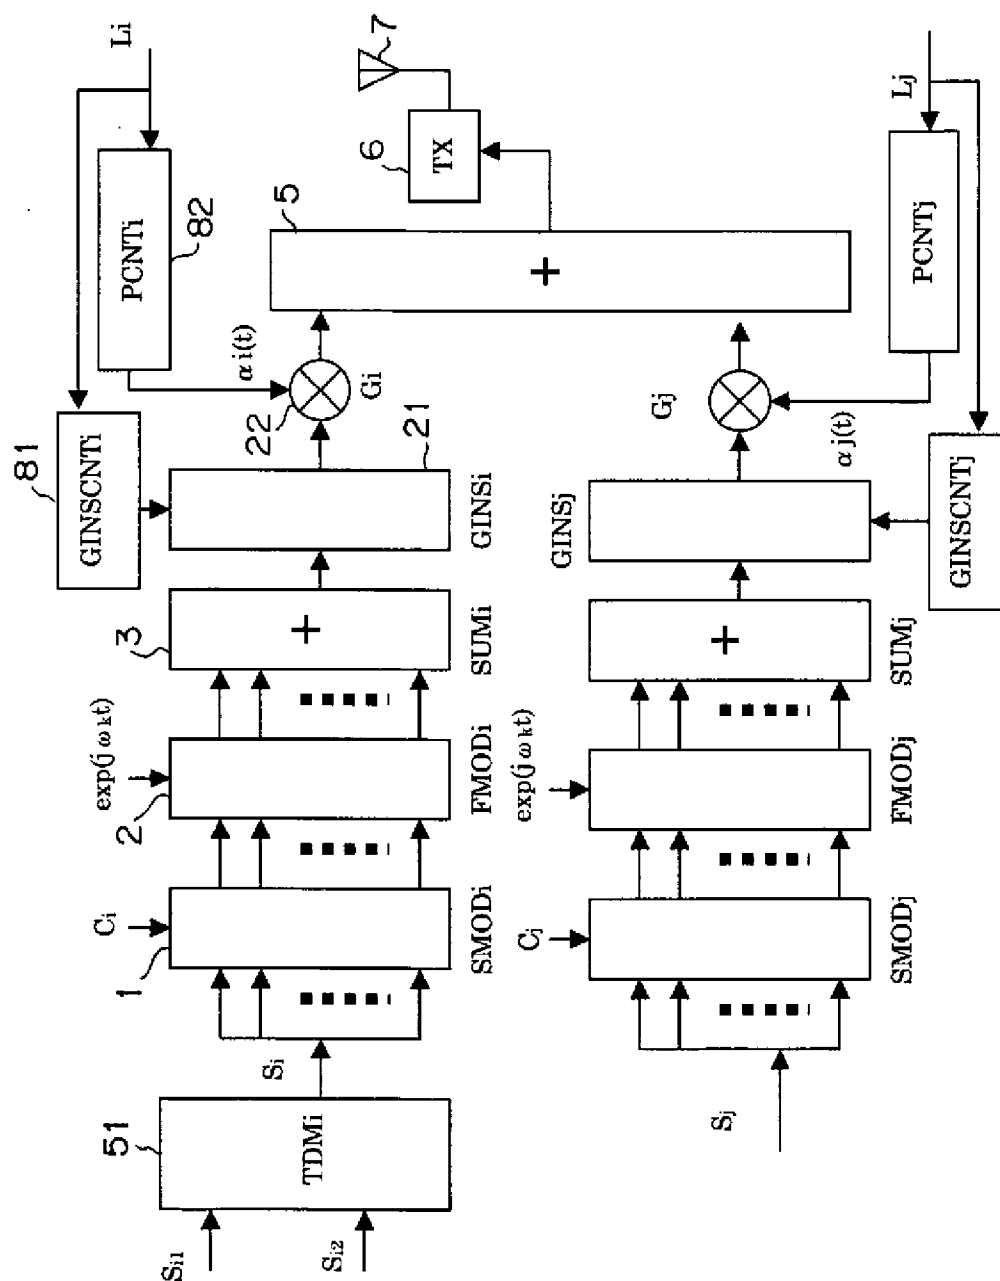 Si1
Si2
51
TDMi
Si
1
Ci
SMODi
2
exp(jωkt)
FMODi
3
+
SUMi
81
GINSCNTi
21
GINSi
22
Gi
αi(t)
PCNTi
82
Li
5
+
6
TX
7
Sj
Cj
SMODj
exp(jωkt)
FMODj
+
SUMj
GINSj
GINSCNTj
Gj
αj(t)
PCNTj
Lj